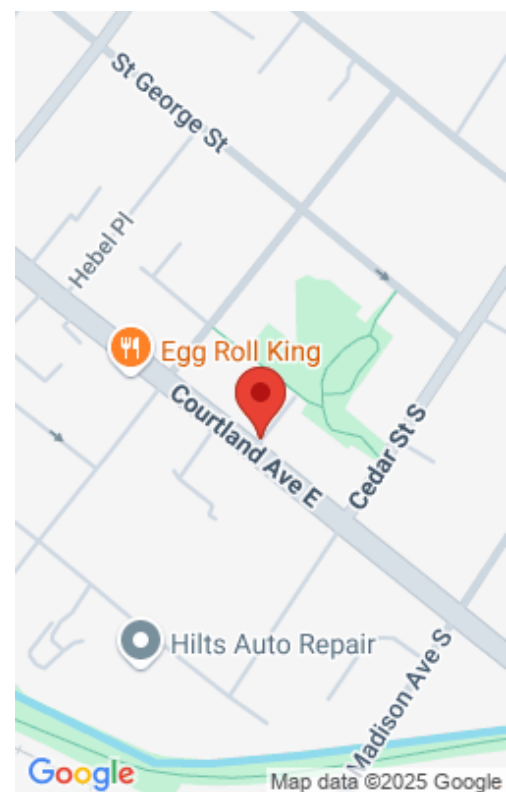 St George St
Hebel Pl
Egg Roll King
Courtland Ave E
Cedar St S
Hilts Auto Repair
Madison Ave S
Google
Map data ©2025 Google